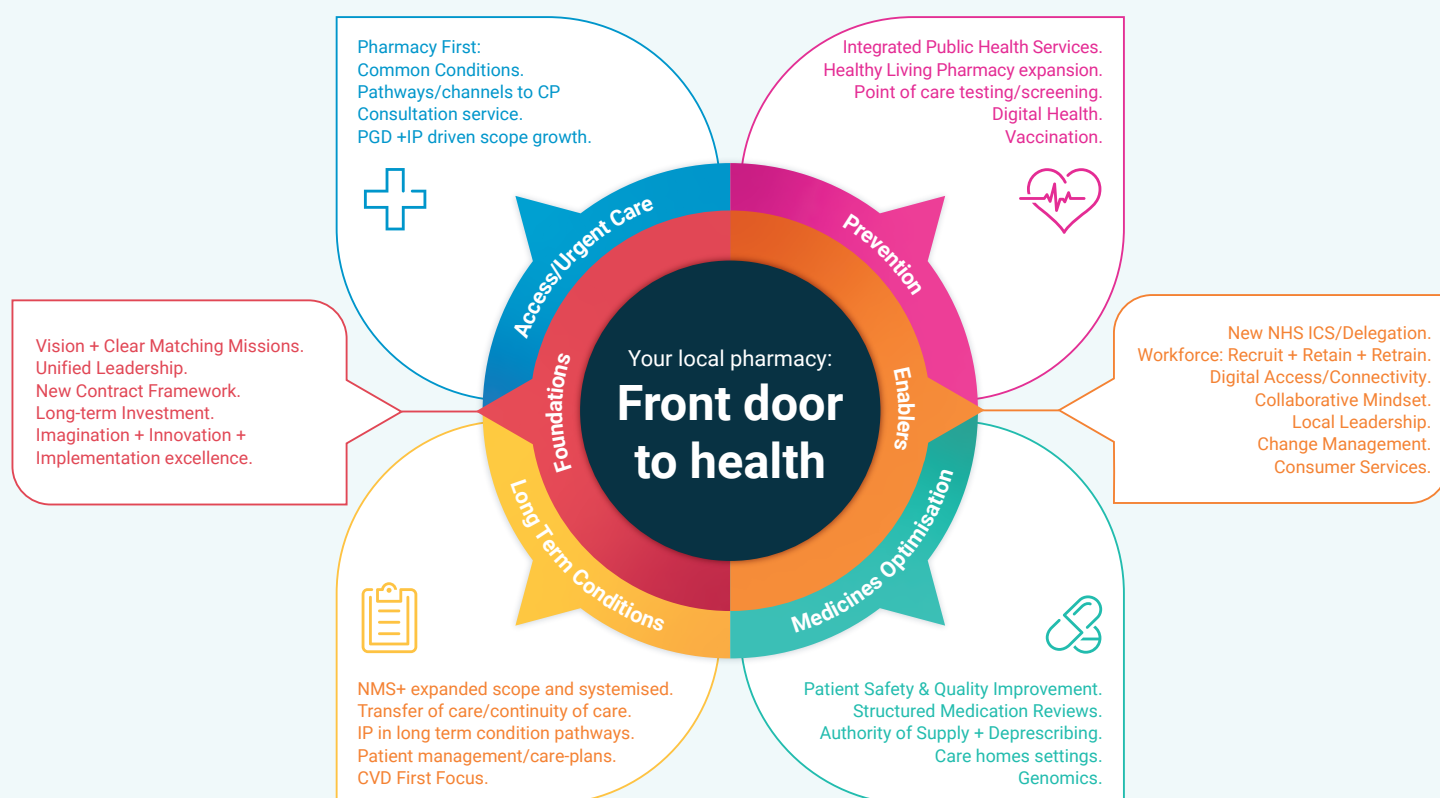 Pharmacy First:
Common Conditions.
Pathways/channels to CP
Consultation service.
PGD +IP driven scope growth.
Integrated Public Health Services.
Healthy Living Pharmacy expansion.
Point of care testing/screening.
Digital Health.
Vaccination.
Access/Urgent Care
Prevention
Vision + Clear Matching Missions.
Unified Leadership.
New Contract Framework.
Long-term Investment.
Imagination + Innovation +
Implementation excellence.
Foundations
Your local pharmacy:
Front door
to health
Enablers
New NHS ICS/Delegation.
Workforce: Recruit + Retain + Retrain.
Digital Access/Connectivity.
Collaborative Mindset.
Local Leadership.
Change Management.
Consumer Services.
Long Term Conditions
Medicines Optimisation
NMS+ expanded scope and systemised.
Transfer of care/continuity of care.
IP in long term condition pathways.
Patient management/care-plans.
CVD First Focus.
Patient Safety & Quality Improvement.
Structured Medication Reviews.
Authority of Supply + Deprescribing.
Care homes settings.
Genomics.